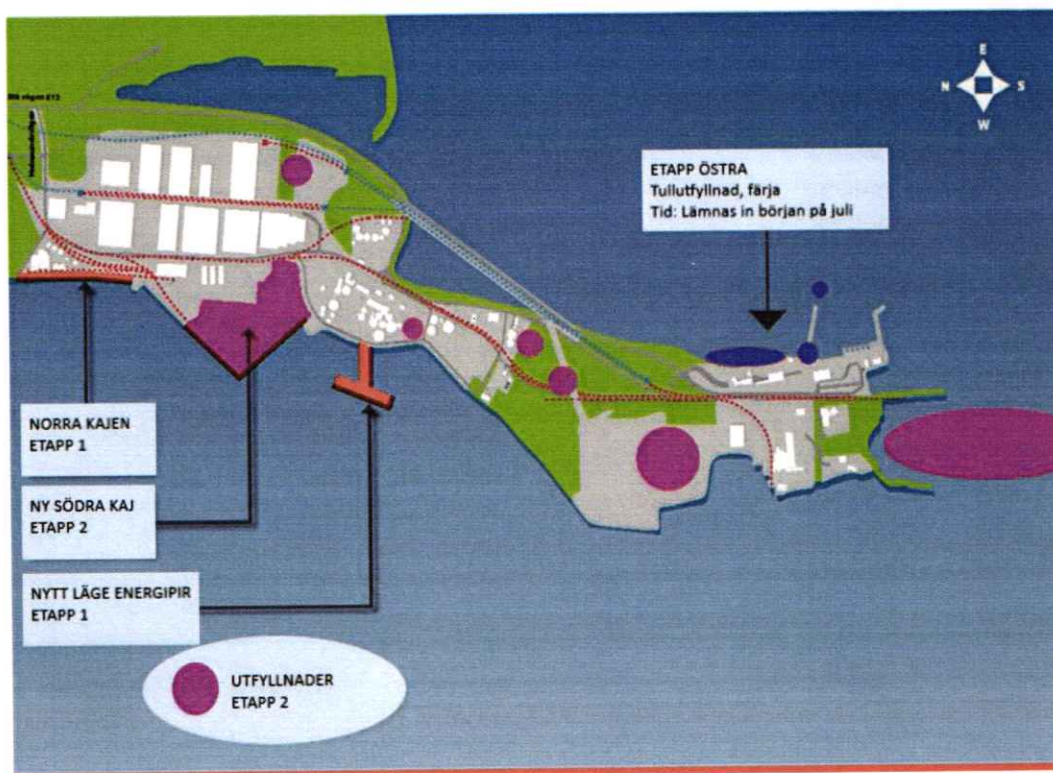 E
N
S
W
ETAPP ÖSTRA
Tullutfyllnad, färja
Tid: Lämnas in början på juli
NORRA KAJEN
ETAPP 1
NY SÖDRA KAJ
ETAPP 2
NYTT LÄGE ENERGIPIR
ETAPP 1
UTFYLLNADER
ETAPP 2